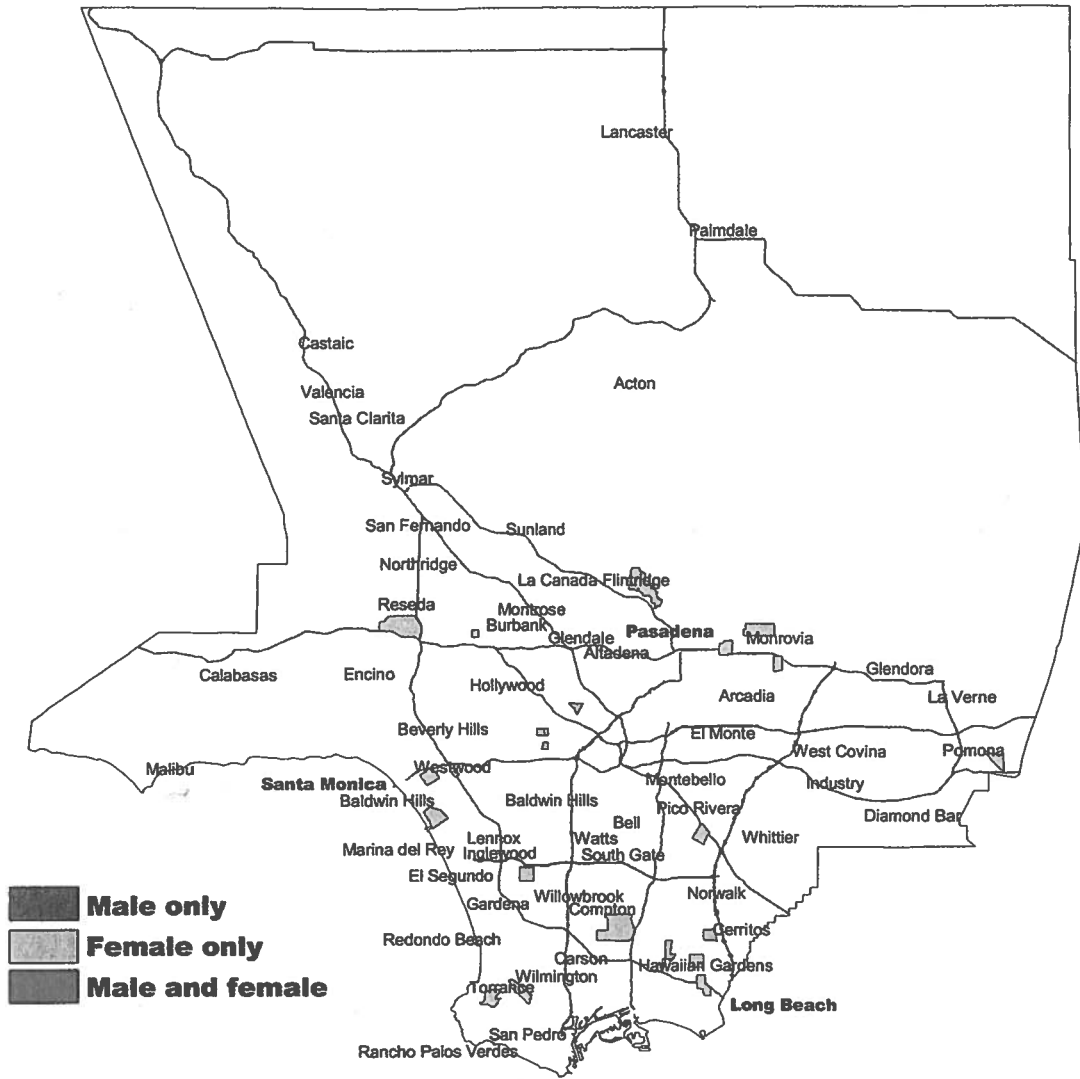 Lancaster
Palmdale
Castaic
Acton
Valencia
Santa Clarita
Sylmar
San Fernando
Sunland
Northridge
La Canada Flintridge
Reseda
Montrose
Burbank
Pasadena
Glendale
Monrovia
Altadena
Calabasas
Encino
Glendora
Hollywood
Arcadia
La Verne
Beverly Hills
El Monte
West Covina
Pomona
Malibu
Westwood
Santa Monica
Montebello
Industry
Baldwin Hills
Baldwin Hills
Pico Rivera
Bell
Diamond Bar
Lennox
Watts
Whittier
Marina del Rey
Inglewood
South Gate
El Segundo
Willowbrook
Norwalk
Gardena
Compton
Male only
Cerritos
Redondo Beach
Female only
Carson
Hawaiian Gardens
Wilmington
Torrance
Male and female
Long Beach
San Pedro
Rancho Palos Verdes